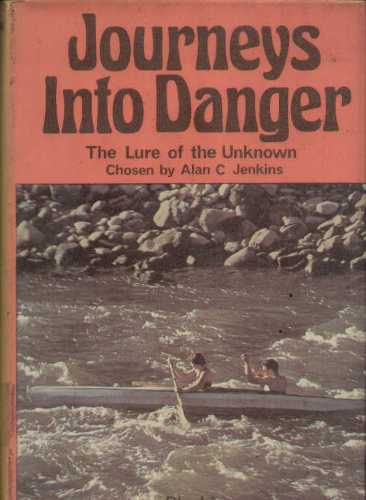 Journeys
Into Danger
The Lure of the Unknown
Chosen by Alan C Jenkins